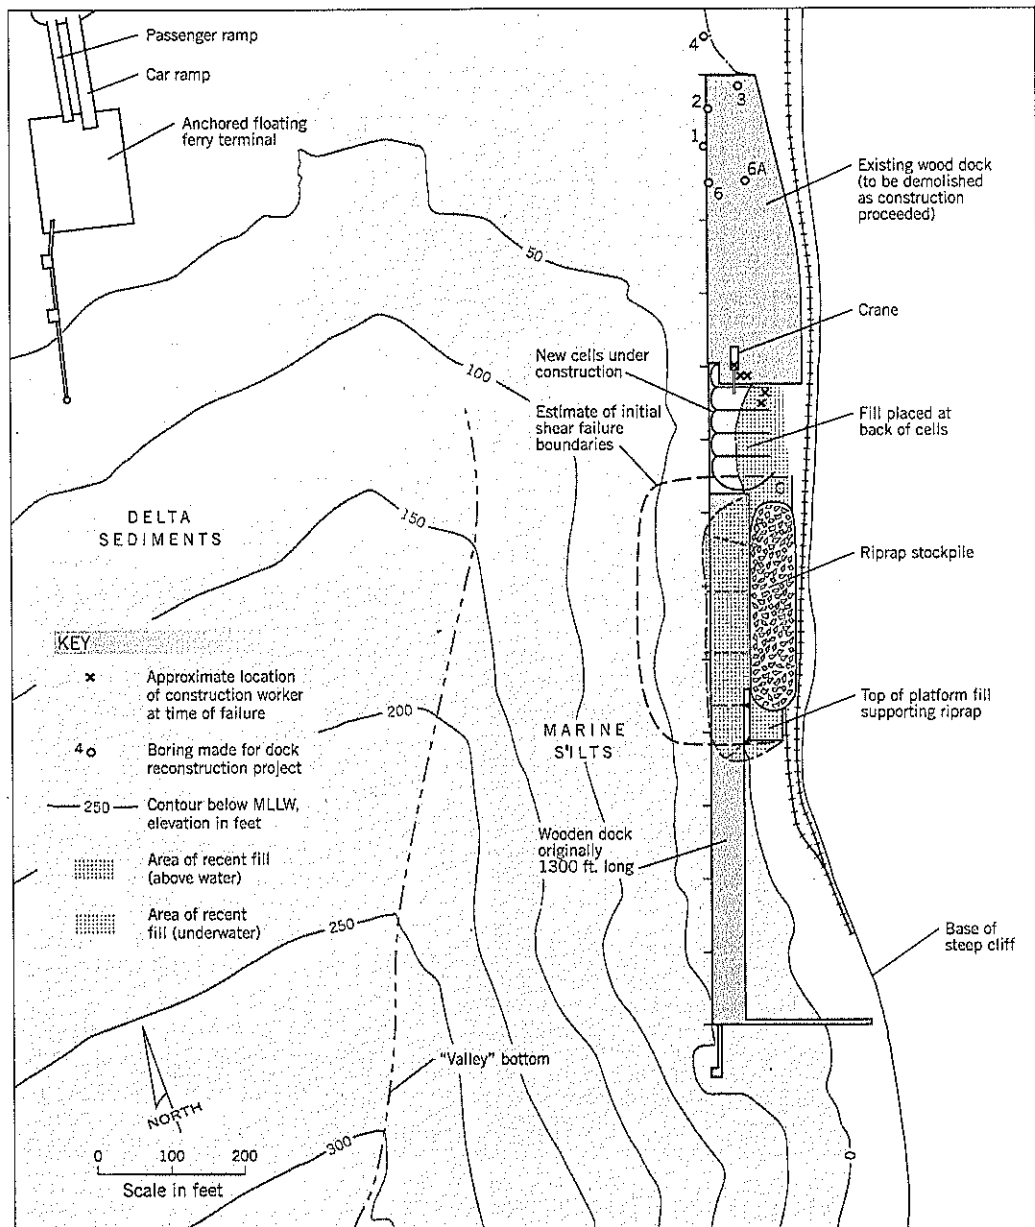 Passenger ramp
Car ramp
Anchored floating
ferry terminal
4
2
3
1
6A
6
Existing wood dock
(to be demolished
as construction
proceeded)
50
Crane
New cells under
construction
100
Estimate of initial
shear failure
boundaries
Fill placed at
back of cells
C
DELTA
SEDIMENTS
150
Riprap stockpile
KEY
x Approximate location
of construction worker
at time of failure
4 Boring made for dock
reconstruction project
250 Contour below MLLW,
elevation in feet
Area of recent fill
(above water)
Area of recent
fill (underwater)
200
MARINE
SILTS
Top of platform fill
supporting riprap
Wooden dock
originally
1300 ft. long
250
Base of
steep cliff
"Valley" bottom
NORTH
300
0
0 100 200
Scale in feet